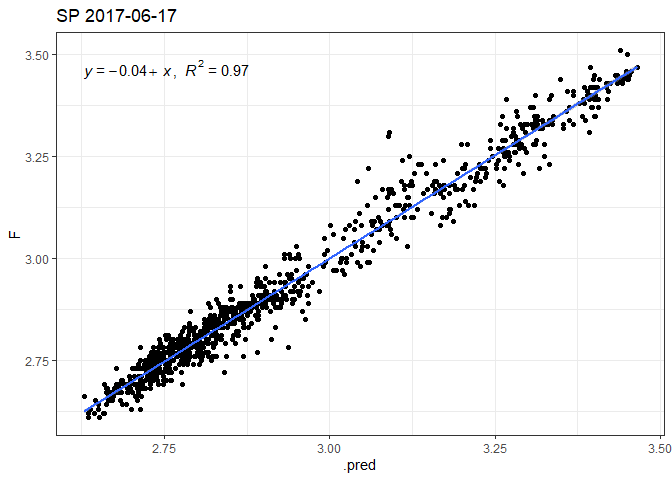 SP 2017-06-17
y = −0.04 + x , R² = 0.97
3.50
3.25
3.00
2.75
F
2.75 3.00 3.25 3.50
.pred